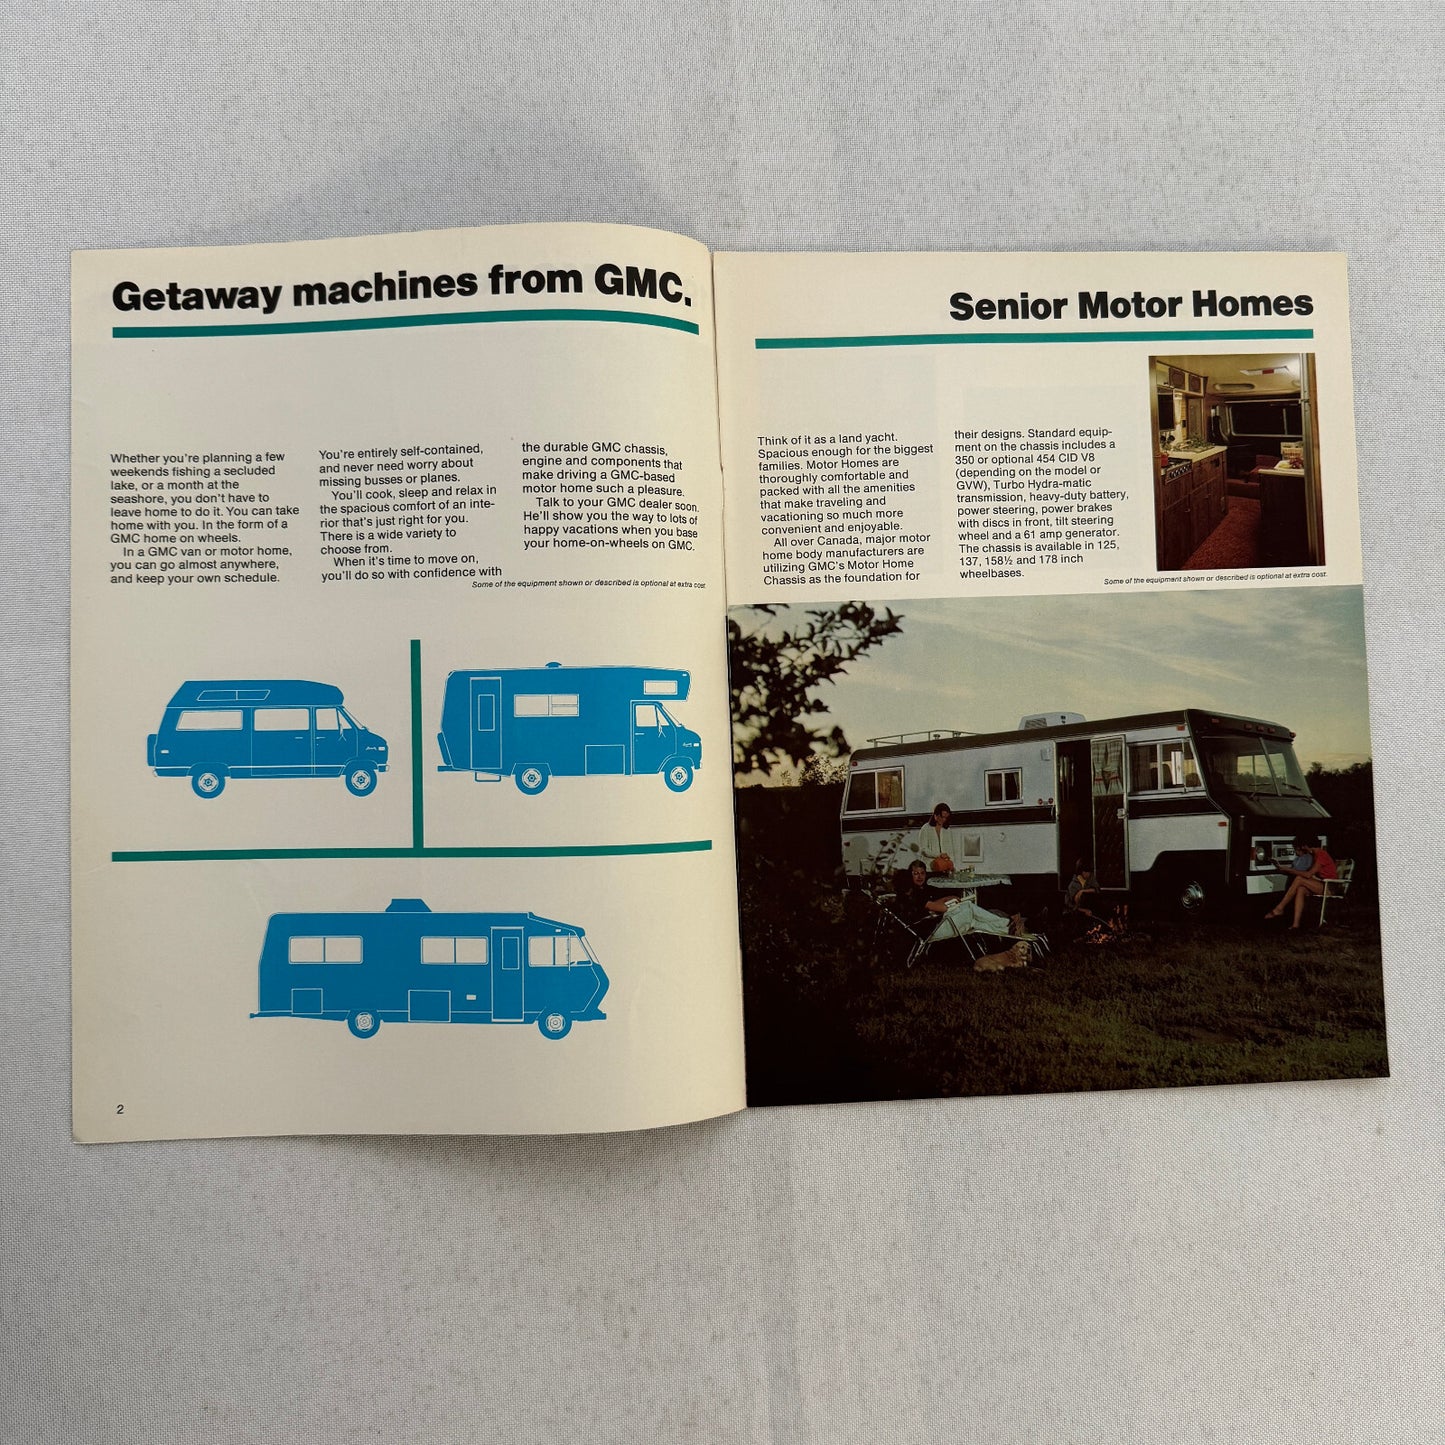 Getaway machines from GMC.
Whether you're planning a few
weekends fishing a secluded
lake, or a month at the
seashore, you don't have to
leave home to do it. You can take
home with you. In the form of a
GMC home on wheels.
In a GMC van or motor home,
you can go almost anywhere,
and keep your own schedule.
You're entirely self-contained,
and never need worry about
missing busses or planes.
You'll cook, sleep and relax in
the spacious comfort of an inte-
rior that's just right for you.
There is a wide variety to
choose from.
When it's time to move on,
you'll do so with confidence with
the durable GMC chassis,
engine and components that
make driving a GMC-based
motor home such a pleasure.
Talk to your GMC dealer soon.
He'll show you the way to lots of
happy vacations when you base
your home-on-wheels on GMC.
Some of the equipment shown or described is optional at extra cost.
2
Senior Motor Homes
Think of it as a land yacht.
Spacious enough for the biggest
families. Motor Homes are
thoroughly comfortable and
packed with all the amenities
that make traveling and
vacationing so much more
convenient and enjoyable.
All over Canada, major motor
home body manufacturers are
utilizing GMC's Motor Home
Chassis as the foundation for
their designs. Standard equip-
ment on the chassis includes a
350 or optional 454 CID V8
(depending on the model or
GVW), Turbo Hydra-matic
transmission, heavy-duty battery,
power steering, power brakes
with discs in front, tilt steering
wheel and a 61 amp generator.
The chassis is available in 125,
137, 158½ and 178 inch
wheelbases.
Some of the equipment shown or described is optional at extra cost.